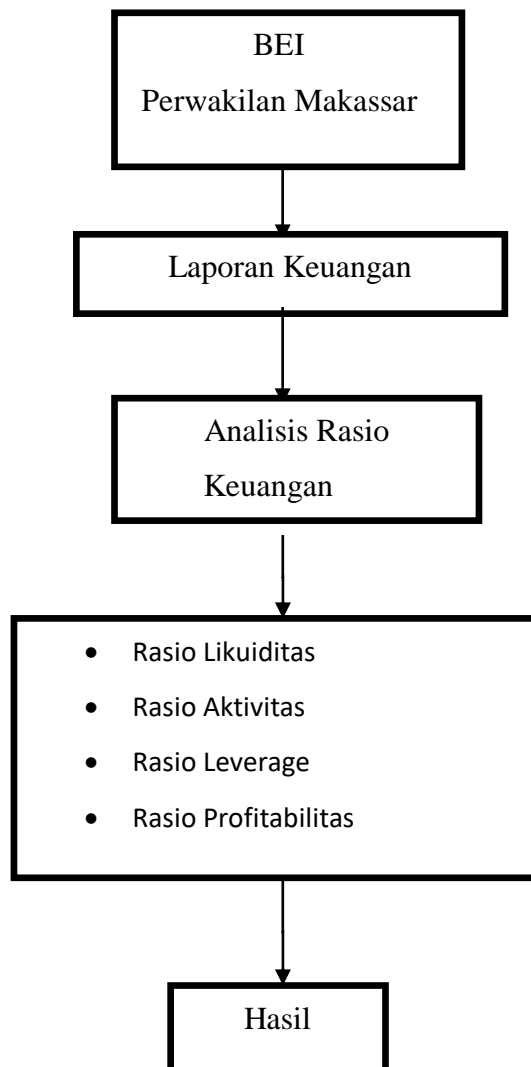 BEI
Perwakilan Makassar
Laporan Keuangan
Analisis Rasio
Keuangan
• Rasio Likuiditas
• Rasio Aktivitas
• Rasio Leverage
• Rasio Profitabilitas
Hasil